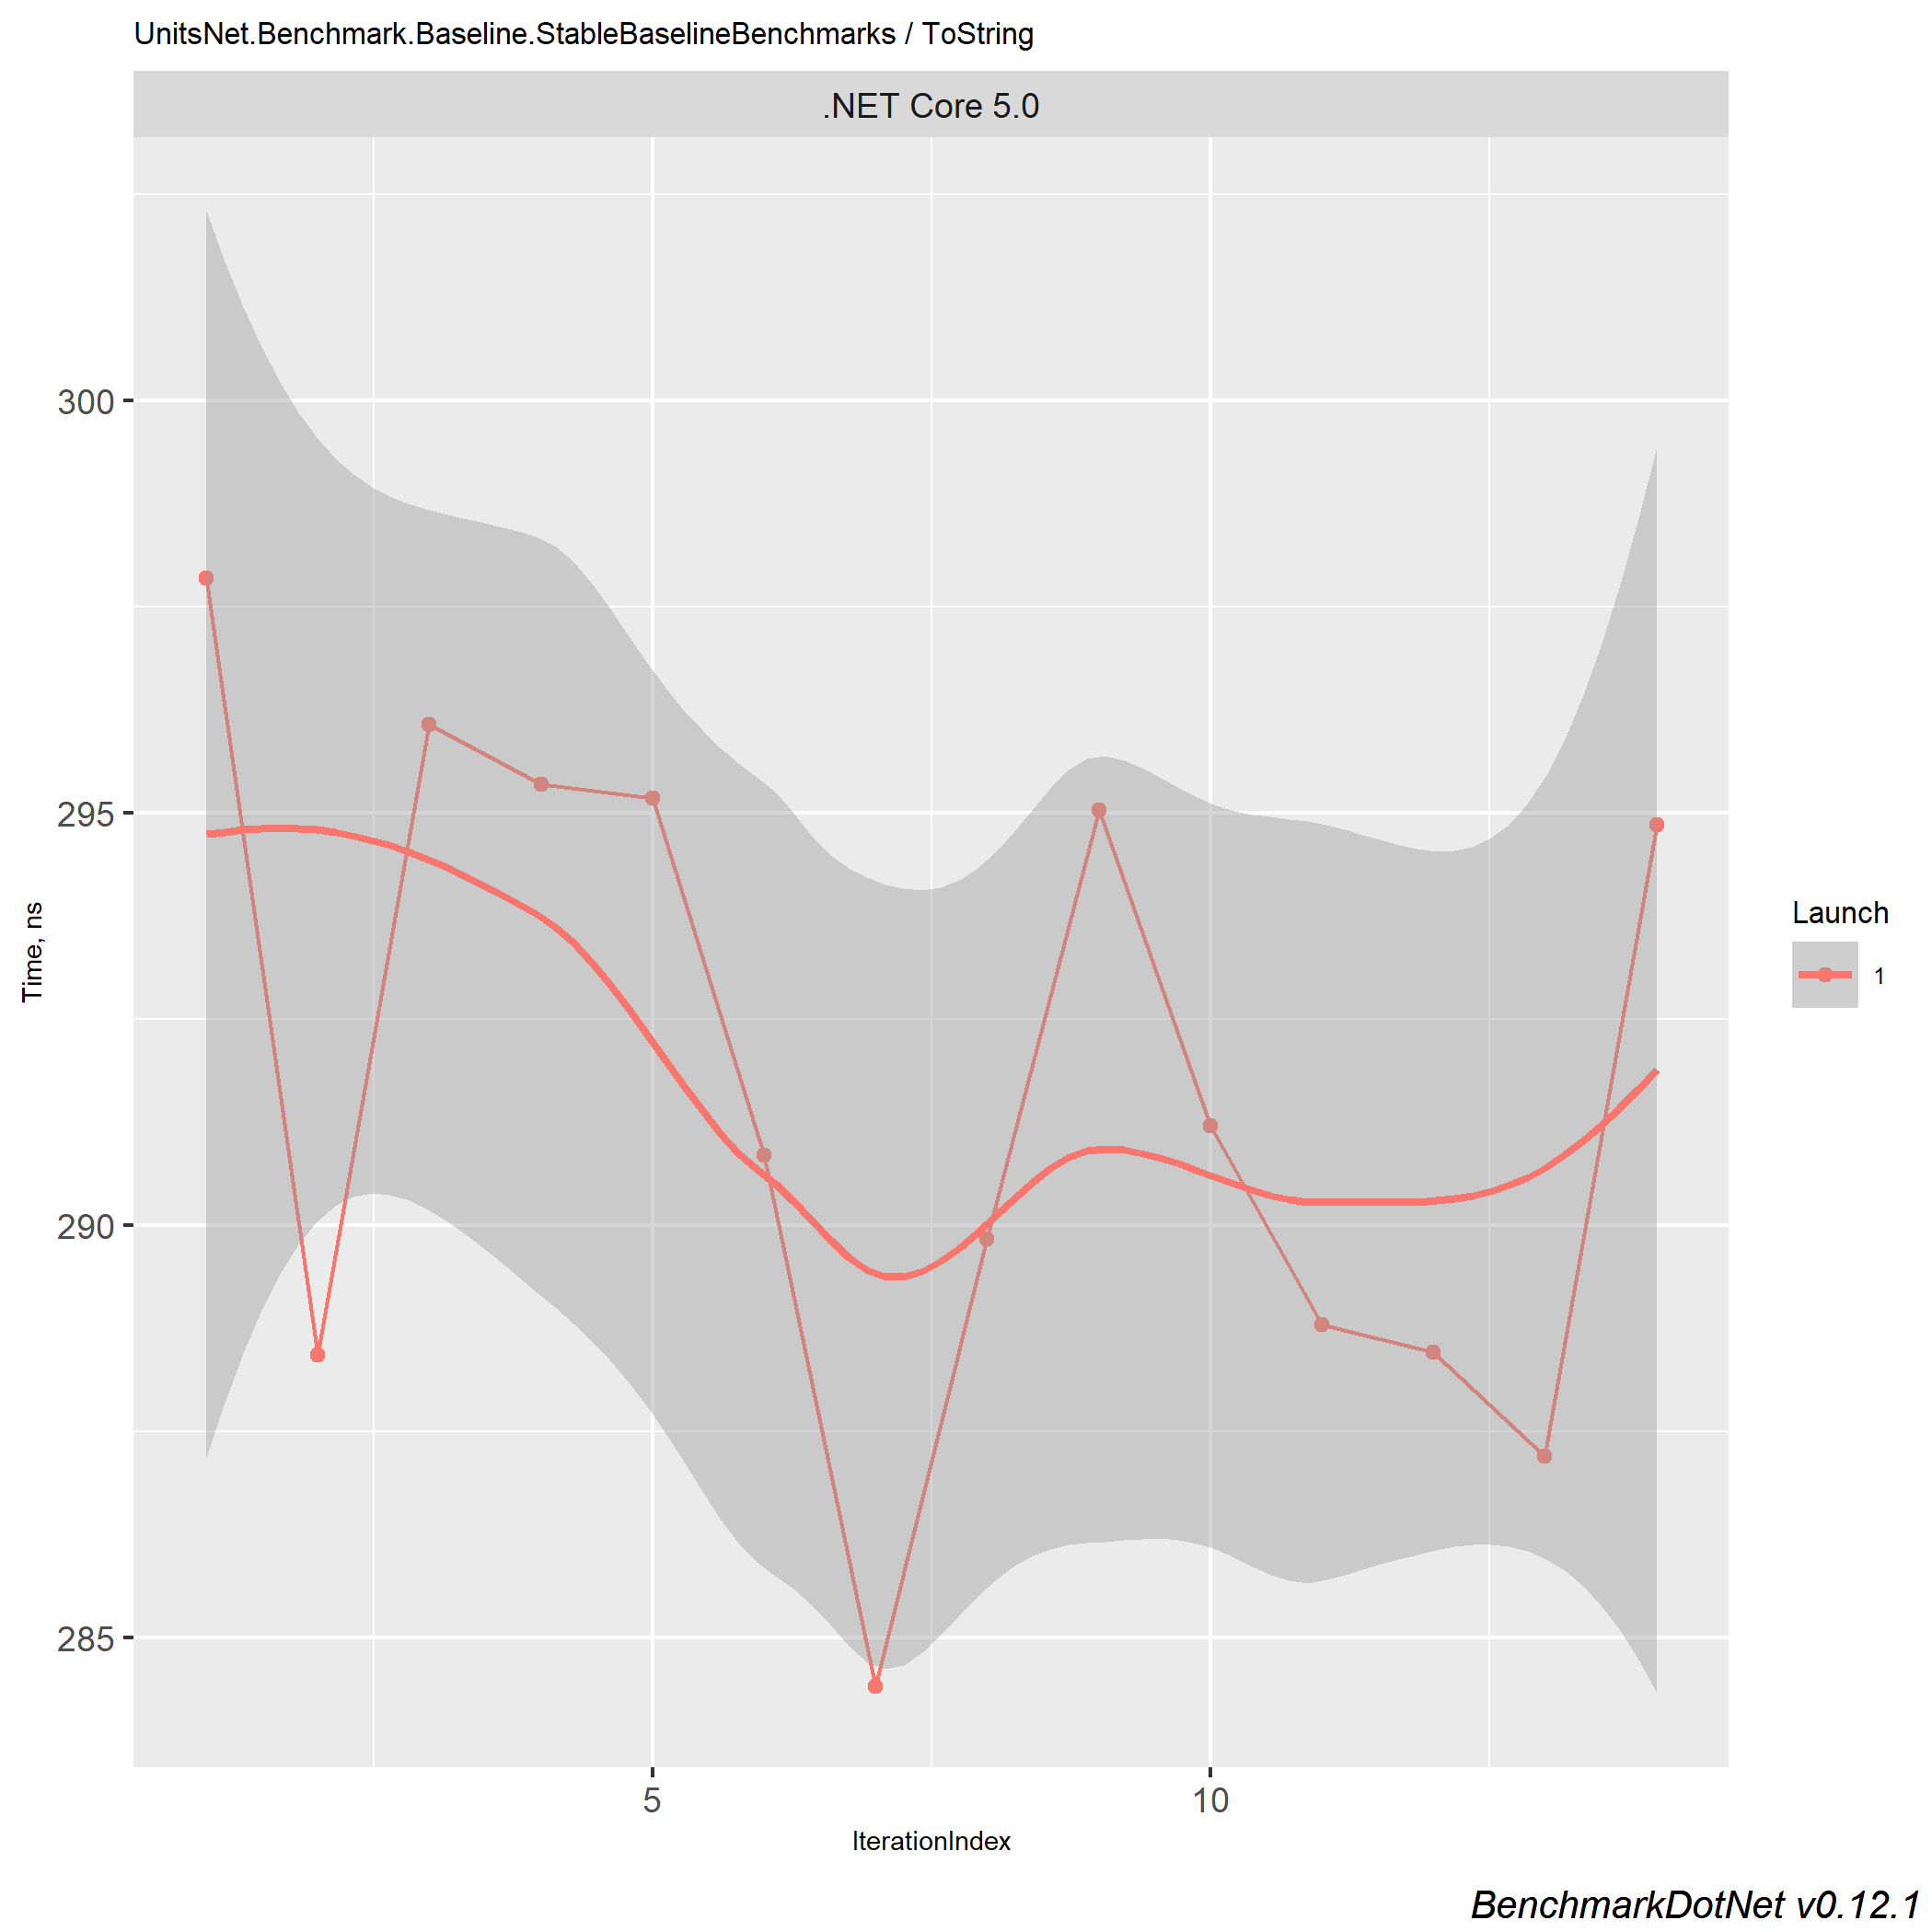 UnitsNet.Benchmark.Baseline.StableBaselineBenchmarks / ToString
.NET Core 5.0
300
295
290
285
Time, ns
5
10
IterationIndex
Launch
1
BenchmarkDotNet v0.12.1